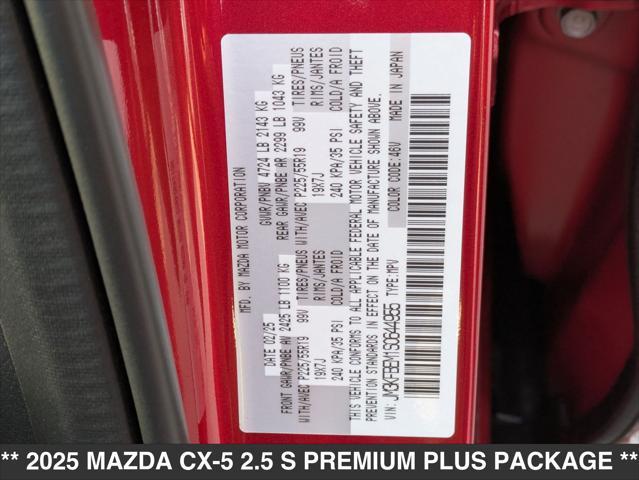 MFD. BY MAZDA MOTOR CORPORATION
DATE 02/25 GVWR/PNBV 4724 LB 2143 KG
FRONT GAWR/PNBE AV 2425 LB 1100 KG REAR GAWR/PNBE AR 2299 LB 1043 KG
WITH/AVEC P225/55R19 99V TIRES/PNEUS WITH/AVEC P225/55R19 99V TIRES/PNEUS
19X7J RIMS/JANTES 19X7J RIMS/JANTES
240 KPA/35 PSI COLD/A FROID 240 KPA/35 PSI COLD/A FROID
THIS VEHICLE CONFORMS TO ALL APPLICABLE FEDERAL MOTOR VEHICLE SAFETY AND THEFT
PREVENTION STANDARDS IN EFFECT ON THE DATE OF MANUFACTURE SHOWN ABOVE.
VIN: JM3KFBBM1S0644955 TYPE:MPV COLOR CODE:46V MADE IN JAPAN
** 2025 MAZDA CX-5 2.5 S PREMIUM PLUS PACKAGE **